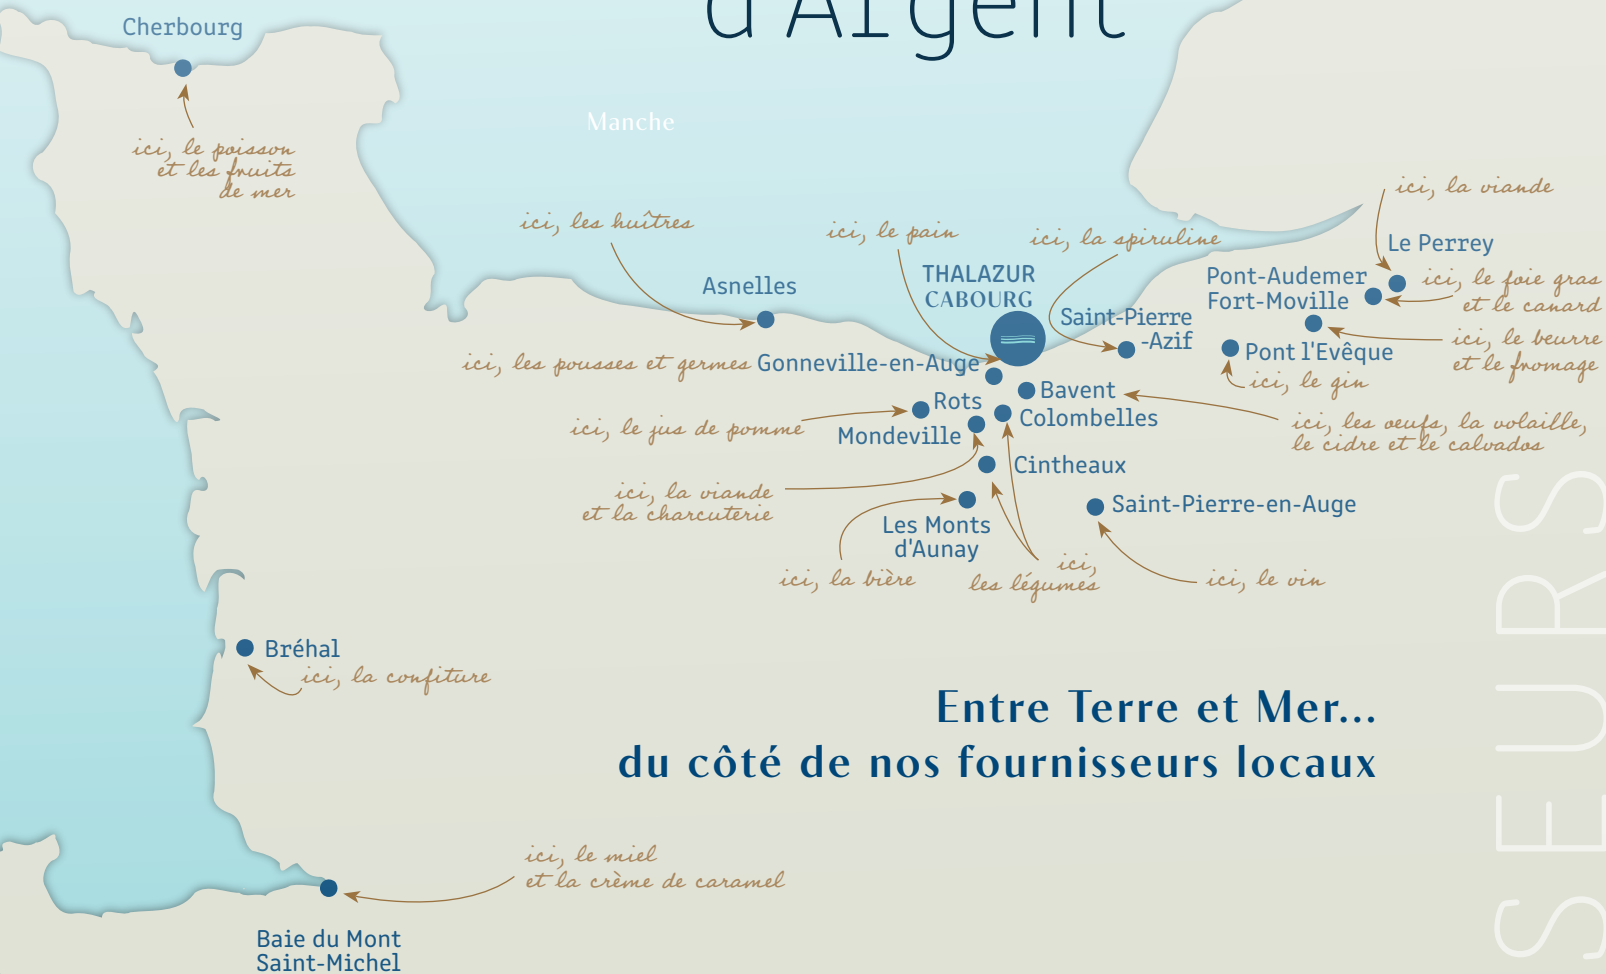 d'Argent
Cherbourg
Manche
ici, le poisson
et les fruits
de mer
ici, la viande
ici, les huîtres
ici, le pain
ici, la spiruline
Le Perrey
THALAZUR
CABOURG
Asnelles
Pont-Audemer
Fort-Moville
ici, le foie gras
et le canard
Saint-Pierre
-Azif
ici, le beurre
et le fromage
Pont l'Evêque
ici, le gin
ici, les pousses et germes
Gonneville-en-Auge
Bavent
Rots
Colombelles
ici, les oeufs, la volaille,
le cidre et le calvados
ici, le jus de pomme
Mondeville
Cintheaux
ici, la viande
et la charcuterie
Saint-Pierre-en-Auge
Les Monts
d'Aunay
ici, la bière
ici,
les légumes
ici, le vin
Bréhal
ici, la confiture
Entre Terre et Mer...
du côté de nos fournisseurs locaux
ici, le miel
et la crème de caramel
Baie du Mont
Saint-Michel
SEURS